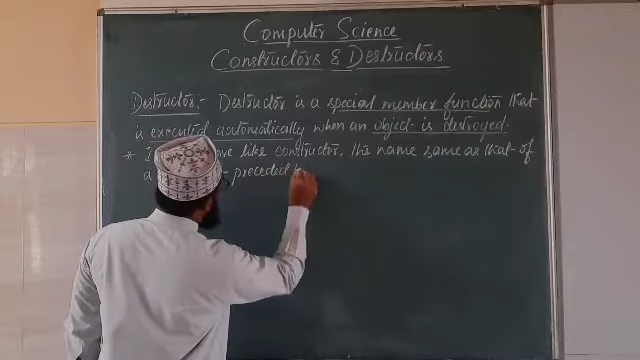 Computer Science
Constructors & Destructors
Destructor:- Destructor is a special member function that
is executed automatically when an object is destroyed.
* like constructor, the name same as that of
a preceded